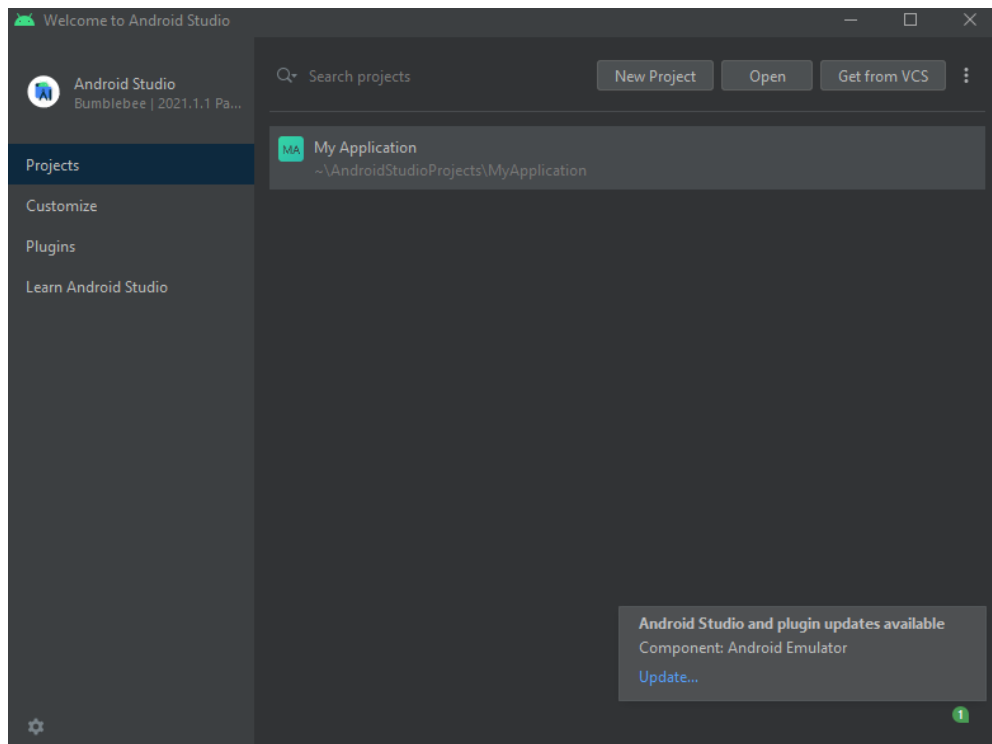 Welcome to Android Studio
Android Studio
Bumblebee | 2021.1.1 Pa...
Projects
Customize
Plugins
Learn Android Studio
Search projects
New Project
Open
Get from VCS
MA
My Application
~\AndroidStudioProjects\MyApplication
Android Studio and plugin updates available
Component: Android Emulator
Update...
1